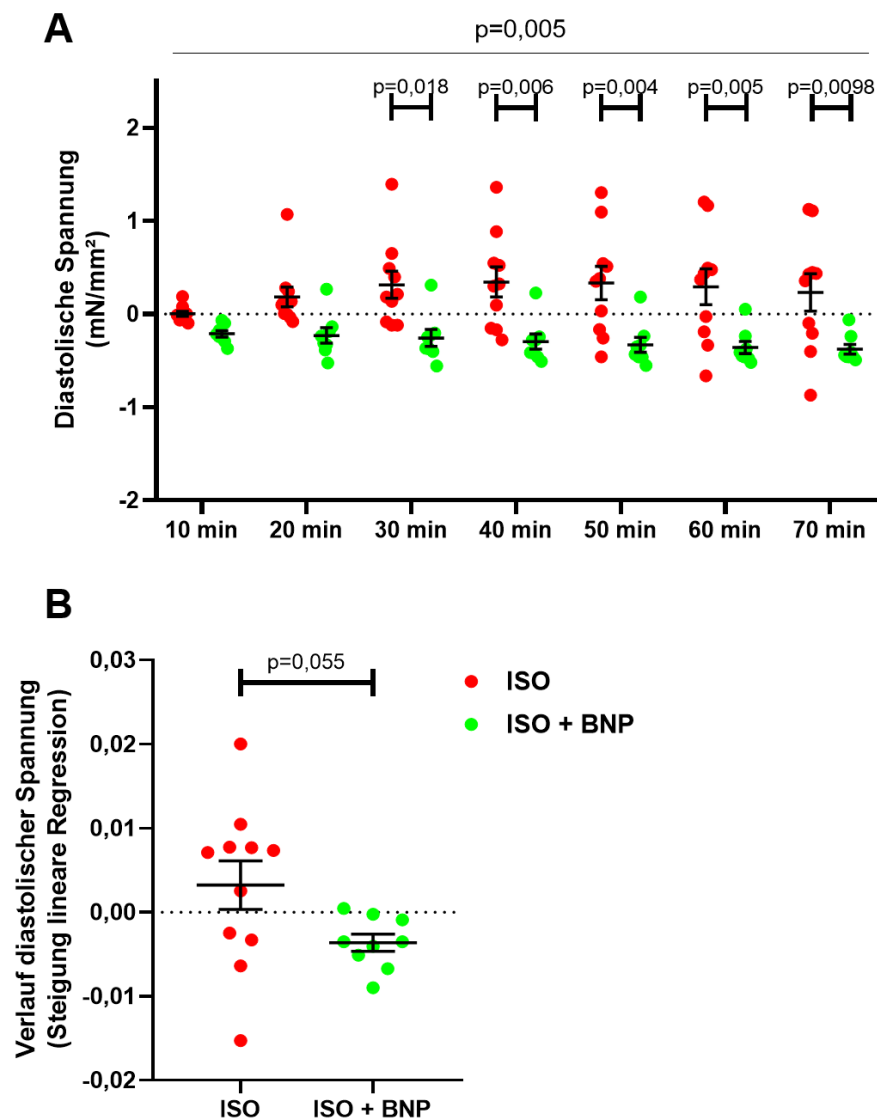 A
p=0,005
p=0,018
p=0,006
p=0,004
p=0,005
p=0,0098
Diastolische Spannung
(mN/mm²)
2
1
0
-1
-2
10 min
20 min
30 min
40 min
50 min
60 min
70 min
B
p=0,055
Verlauf diastolischer Spannung
(Steigung lineare Regression)
0,03
0,02
0,01
0,00
-0,01
-0,02
ISO
ISO + BNP
ISO
ISO + BNP